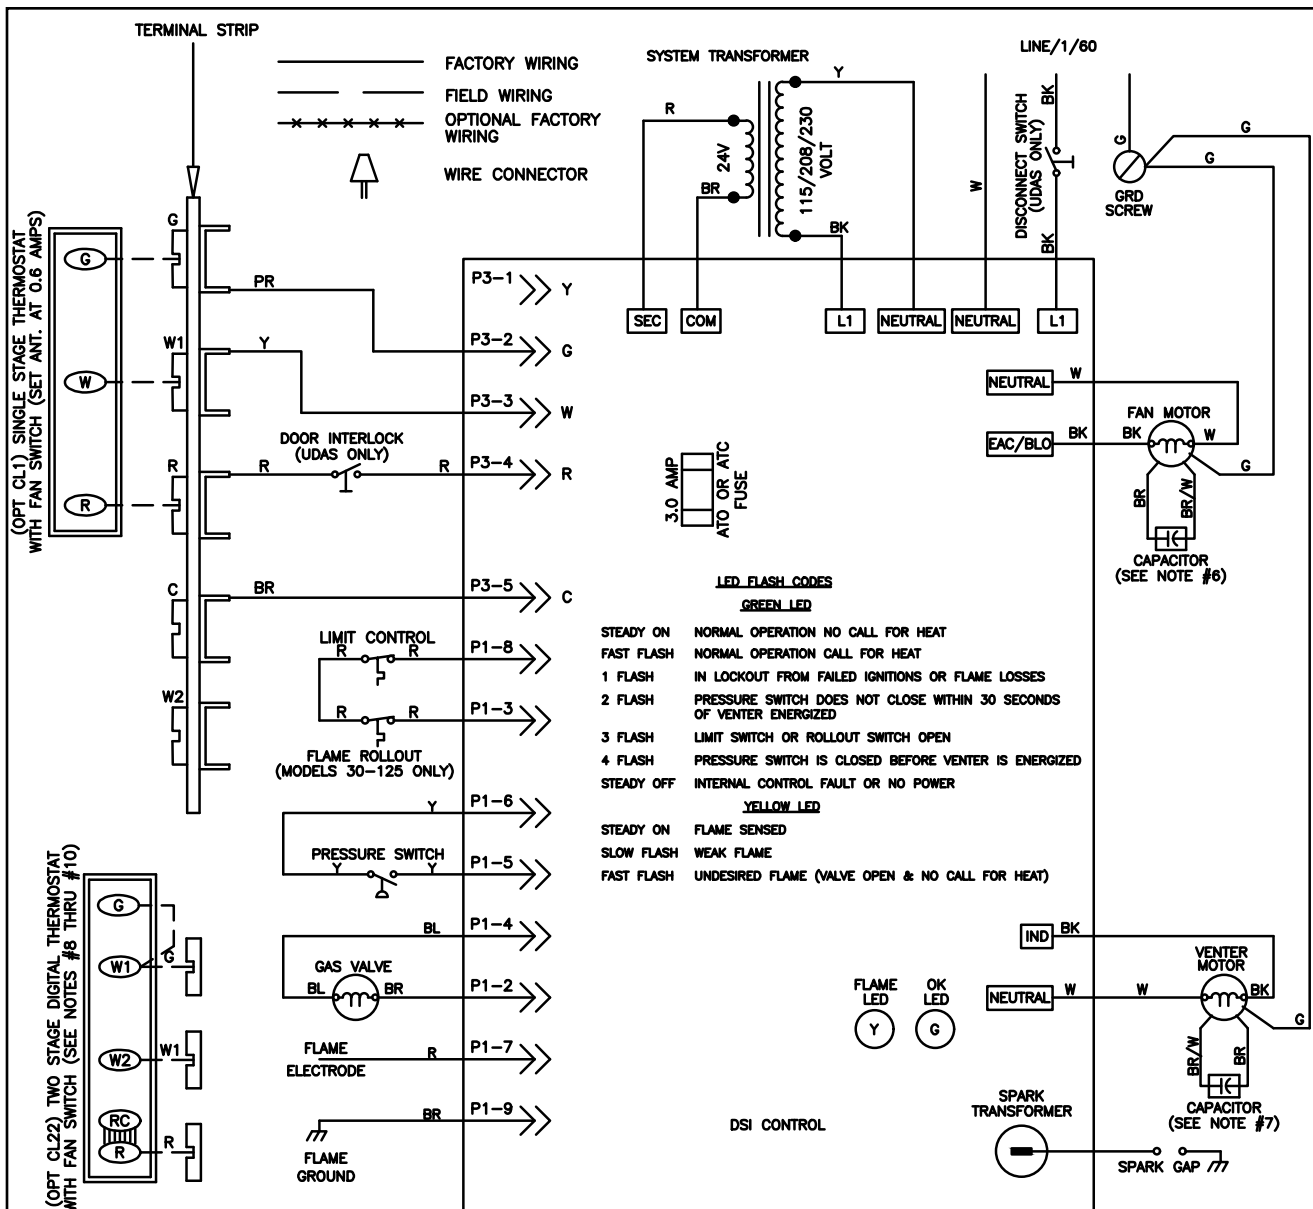 TERMINAL STRIP
FACTORY WIRING
FIELD WIRING
OPTIONAL FACTORY
WIRING
WIRE CONNECTOR
SYSTEM TRANSFORMER
R
Y
24V
BR
115/208/230
VOLT
BK
LINE/1/60
W
BK
DISCONNECT SWITCH
(UDAS ONLY)
BK
G
GRD
SCREW
G
G
SEC
COM
L1
NEUTRAL
NEUTRAL
L1
(OPT CL1) SINGLE STAGE THERMOSTAT
WITH FAN SWITCH (SET ANT. AT 0.6 AMPS)
G
W
R
G
PR
W1
Y
R
R
DOOR INTERLOCK
(UDAS ONLY)
R
C
BR
W2
P3-1
Y
P3-2
G
P3-3
W
P3-4
R
P3-5
C
3.0 AMP
ATO OR ATC
FUSE
NEUTRAL
W
EAC/BLO
BK
BK
FAN MOTOR
W
G
BR
BR/W
CAPACITOR
(SEE NOTE #6)
LIMIT CONTROL
R
R
P1-8
R
R
P1-3
FLAME ROLLOUT
(MODELS 30-125 ONLY)
Y
P1-6
PRESSURE SWITCH
Y
Y
P1-5
BL
P1-4
GAS VALVE
BL
BR
P1-2
FLAME
ELECTRODE
R
P1-7
BR
P1-9
FLAME
GROUND
LED FLASH CODES
GREEN LED
STEADY ON NORMAL OPERATION NO CALL FOR HEAT
FAST FLASH NORMAL OPERATION CALL FOR HEAT
1 FLASH IN LOCKOUT FROM FAILED IGNITIONS OR FLAME LOSSES
2 FLASH PRESSURE SWITCH DOES NOT CLOSE WITHIN 30 SECONDS
OF VENTER ENERGIZED
3 FLASH LIMIT SWITCH OR ROLLOUT SWITCH OPEN
4 FLASH PRESSURE SWITCH IS CLOSED BEFORE VENTER IS ENERGIZED
STEADY OFF INTERNAL CONTROL FAULT OR NO POWER
YELLOW LED
STEADY ON FLAME SENSED
SLOW FLASH WEAK FLAME
FAST FLASH UNDESIRED FLAME (VALVE OPEN & NO CALL FOR HEAT)
(OPT CL22) TWO STAGE DIGITAL THERMOSTAT
WITH FAN SWITCH (SEE NOTES #8 THRU #10)
G
W1
G
W2
W1
RC
R
R
FLAME
LED
Y
OK
LED
G
IND
BK
NEUTRAL
W
W
VENTER
MOTOR
BK
G
BR/W
BR
CAPACITOR
(SEE NOTE #7)
DSI CONTROL
SPARK
TRANSFORMER
SPARK GAP